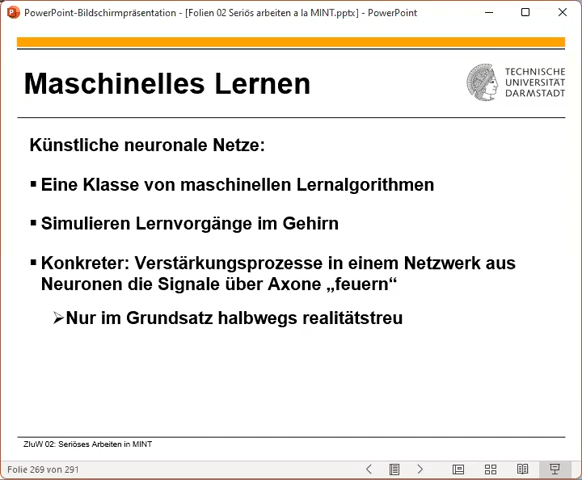 PowerPoint-Bildschirmpräsentation - [Folien 02 Seriös arbeiten a la MINT.pptx] - PowerPoint
Maschinelles Lernen
TECHNISCHE
UNIVERSITÄT
DARMSTADT
Künstliche neuronale Netze:
▪ Eine Klasse von maschinellen Lernalgorithmen
▪ Simulieren Lernvorgänge im Gehirn
▪ Konkreter: Verstärkungsprozesse in einem Netzwerk aus
Neuronen die Signale über Axone „feuern“
➢Nur im Grundsatz halbwegs realitätstreu
ZIuW 02: Seriöses Arbeiten in MINT
Folie 269 von 291